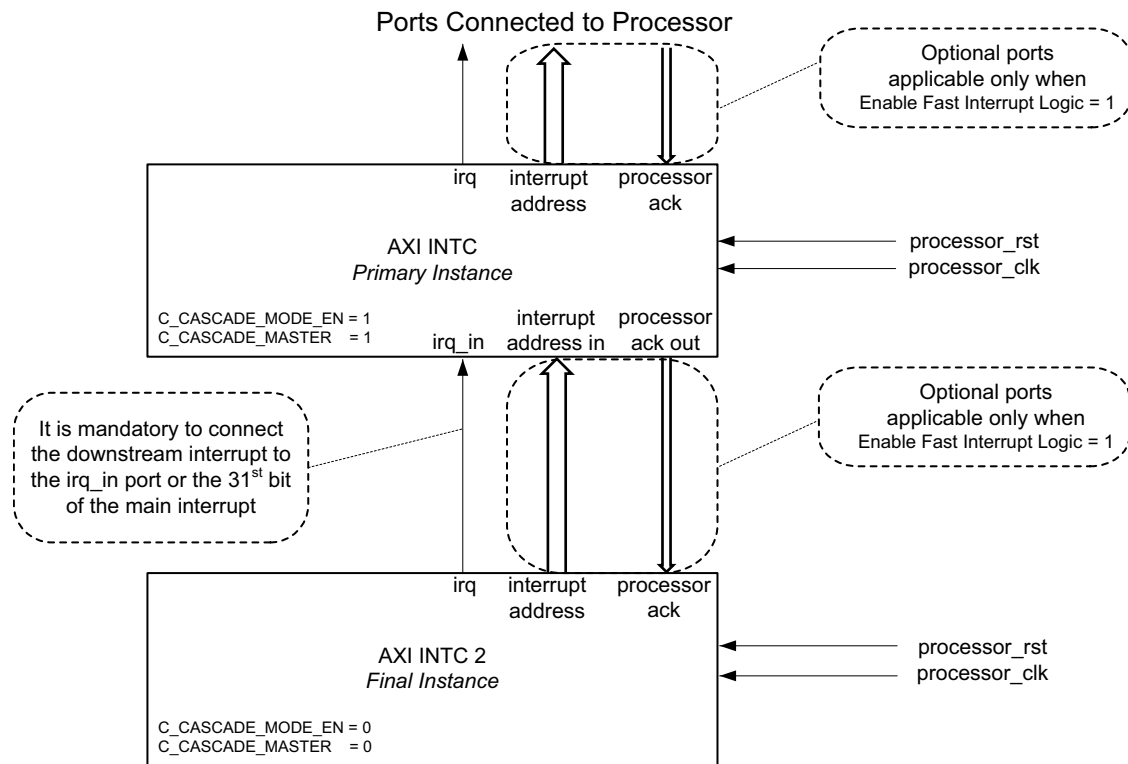 Ports Connected to Processor
Optional ports
applicable only when
Enable Fast Interrupt Logic = 1
irq
interrupt
address
processor
ack
AXI INTC
Primary Instance
processor_rst
processor_clk
C_CASCADE_MODE_EN = 1
C_CASCADE_MASTER = 1
irq_in
interrupt
address in
processor
ack out
It is mandatory to connect
the downstream interrupt to
the irq_in port or the 31st bit
of the main interrupt
Optional ports
applicable only when
Enable Fast Interrupt Logic = 1
irq
interrupt
address
processor
ack
AXI INTC 2
Final Instance
processor_rst
processor_clk
C_CASCADE_MODE_EN = 0
C_CASCADE_MASTER = 0